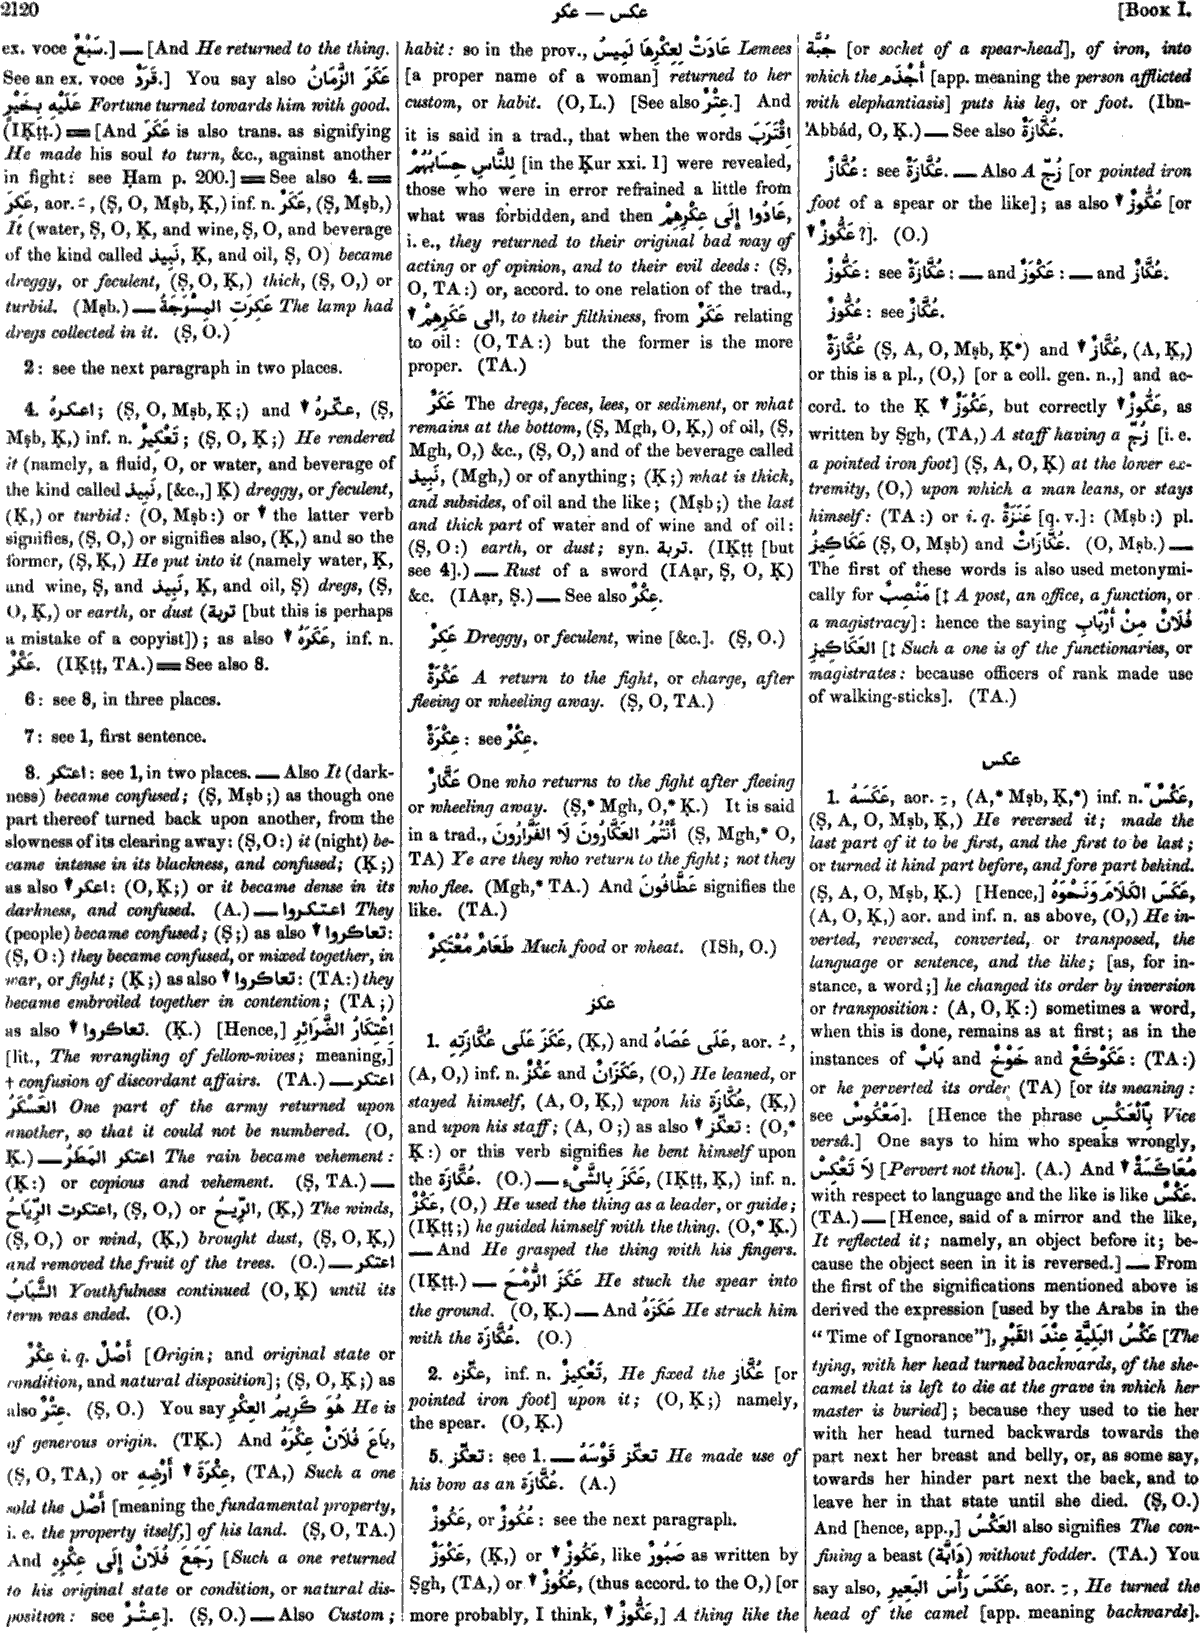 2120
عكس — عكر
[Book I.
ex. voce سَبْعٌ.] — [And He returned to the thing.
See an ex. voce قَرَدٌ.] You say also عَكَرَ الزَّمَانُ
عَلَيْهِ بِخَيْرٍ Fortune turned towards him with good.
(IḲṭṭ.) ═ [And عَكَرَ is also trans. as signifying
He made his soul to turn, &c., against another
in fight: see Ḥam p. 200.] ═ See also 4. ═
عَكِرَ, aor. ـَ, (Ṣ, O, Mṣb, Ḳ,) inf. n. عَكَرٌ, (Ṣ, Mṣb,)
It (water, Ṣ, O, Ḳ, and wine, Ṣ, O, and beverage
of the kind called نَبِيذ, Ḳ, and oil, Ṣ, O) became
dreggy, or feculent, (Ṣ, O, Ḳ,) thick, (Ṣ, O,) or
turbid. (Mṣb.) — عَكِرَتِ المِسْرَجَةُ The lamp had
dregs collected in it. (Ṣ, O.)
2: see the next paragraph in two places.
4. اعكرهُ; (Ṣ, O, Mṣb, Ḳ;) and ▼ عكّرهُ, (Ṣ,
Mṣb, Ḳ,) inf. n. تَعْكِيرٌ; (Ṣ, O, Ḳ;) He rendered
it (namely, a fluid, O, or water, and beverage of
the kind called نَبِيذ, [&c.,] Ḳ) dreggy, or feculent,
(Ḳ,) or turbid: (O, Mṣb:) or ▼ the latter verb
signifies, (Ṣ, O,) or signifies also, (Ḳ,) and so the
former, (Ṣ, Ḳ,) He put into it (namely water, Ḳ,
and wine, Ṣ, and نَبِيذ, Ḳ, and oil, Ṣ) dregs, (Ṣ,
O, Ḳ,) or earth, or dust (تربة [but this is perhaps
a mistake of a copyist]); as also ▼ عَكَرَهُ, inf. n.
عَكْرٌ. (IḲṭṭ, TA.) ═ See also 8.
6: see 8, in three places.
7: see 1, first sentence.
8. اعتكر: see 1, in two places. — Also It (dark-
ness) became confused; (Ṣ, Mṣb;) as though one
part thereof turned back upon another, from the
slowness of its clearing away: (Ṣ, O:) it (night) be-
came intense in its blackness, and confused; (Ḳ;)
as also ▼ اعكر: (O, Ḳ;) or it became dense in its
darkness, and confused. (A.) — اعتكروا They
(people) became confused; (Ṣ;) as also ▼ تعاكروا:
(Ṣ, O:) they became confused, or mixed together, in
war, or fight; (Ḳ;) as also ▼ تعاكروا: (TA:) they
became embroiled together in contention; (TA;)
as also ▼ تعاكروا. (Ḳ.) [Hence,] اعْتِكَارُ الضَّرَائِرِ
[lit., The wrangling of fellow-wives; meaning,]
† confusion of discordant affairs. (TA.) — اعتكر
العَسْكَرُ One part of the army returned upon
another, so that it could not be numbered. (O,
Ḳ.) — اعتكر المَطَرُ The rain became vehement:
(Ḳ:) or copious and vehement. (Ṣ, TA.) —
اعتكرت الرِّيَاحُ, (Ṣ, O,) or الرِّيحُ, (Ḳ,) The winds,
(Ṣ, O,) or wind, (Ḳ,) brought dust, (Ṣ, O, Ḳ,)
and removed the fruit of the trees. (O.) — اعتكر
الشَّبَابُ Youthfulness continued (O, Ḳ) until its
term was ended. (O.)
عِكْرٌ i. q. أَصْلٌ [Origin; and original state or
condition, and natural disposition]; (Ṣ, O, Ḳ;) as
also عِتْرٌ. (Ṣ, O.) You say هُوَ كَرِيمُ العِكْرِ He is
of generous origin. (TḲ.) And بَاعَ فُلَانٌ عِكْرَهُ,
(Ṣ, O, TA,) or ▼ عِكْرَةَ أَرْضِهِ, (TA,) Such a one
sold the أَصْل [meaning the fundamental property,
i. e. the property itself,] of his land. (Ṣ, O, TA.)
And رَجَعَ فُلَانٌ إِلَى عِكْرِهِ [Such a one returned
to his original state or condition, or natural dis-
position: see عِتْرٌ]. (Ṣ, O.) — Also Custom;
habit: so in the prov., عَادَتْ لِعِكْرِهَا لَمِيسُ Lemees
[a proper name of a woman] returned to her
custom, or habit. (O, L.) [See also عِتْرٌ.] And
it is said in a trad., that when the words اِقْتَرَبَ
لِلنَّاسِ حِسَابُهُمْ [in the Ḳur xxi. 1] were revealed,
those who were in error refrained a little from
what was forbidden, and then عَادُوا إِلَى عِكْرِهِمْ,
i. e., they returned to their original bad way of
acting or of opinion, and to their evil deeds: (Ṣ,
O, TA:) or, accord. to one relation of the trad.,
▼ الى عَكَرِهِمْ, to their filthiness, from عَكَرٌ relating
to oil: (O, TA:) but the former is the more
proper. (TA.)
عَكَرٌ The dregs, feces, lees, or sediment, or what
remains at the bottom, (Ṣ, Mgh, O, Ḳ,) of oil, (Ṣ,
Mgh, O,) &c., (Ṣ, O,) and of the beverage called
نَبِيذ, (Mgh,) or of anything; (Ḳ;) what is thick,
and subsides, of oil and the like; (Mṣb;) the last
and thick part of water and of wine and of oil:
(Ṣ, O:) earth, or dust; syn. تربة. (IḲṭṭ [but
see 4].) — Rust of a sword (IAạr, Ṣ, O, Ḳ)
&c. (IAạr, Ṣ.) — See also عِكْرٌ.
عَكِرٌ Dreggy, or feculent, wine [&c.]. (Ṣ, O.)
عَكْرَةٌ A return to the fight, or charge, after
fleeing or wheeling away. (Ṣ, O, TA.)
عِكْرَةٌ: see عِكْرٌ.
عَكَّارٌ One who returns to the fight after fleeing
or wheeling away. (Ṣ,* Mgh, O,* Ḳ.) It is said
in a trad., أَنْتُمُ العَكَّارُونَ لَا الفَرَّارُونَ (Ṣ, Mgh,* O,
TA) Ye are they who return to the fight; not they
who flee. (Mgh,* TA.) And عَطَّافُونَ signifies the
like. (TA.)
طَعَامٌ مُعْتَكِرٌ Much food or wheat. (ISh, O.)
عكز
1. عَكَزَ عَلَى عُكَّازَتِهِ, (Ḳ,) and عَلَى عَصَاهُ, aor. ـُ,
(A, O,) inf. n. عَكْزٌ and عَكَزَانٌ, (O,) He leaned, or
stayed himself, (A, O, Ḳ,) upon his عُكَّازَة, (Ḳ,)
and upon his staff; (A, O;) as also ▼ تعكّز: (O,*
Ḳ:) or this verb signifies he bent himself upon
the عُكَّازَة. (O.) — عَكَزَ بِالشَّىْءِ, (IḲṭṭ, Ḳ,) inf. n.
عَكْزٌ, (O,) He used the thing as a leader, or guide;
(IḲṭṭ;) he guided himself with the thing. (O,* Ḳ.)
— And He grasped the thing with his fingers.
(IḲṭṭ.) — عَكَزَ الرُّمْحَ He stuck the spear into
the ground. (O, Ḳ.) — And عَكَزَهُ He struck him
with the عُكَّازَة. (O.)
2. عكّزه, inf. n. تَعْكِيزٌ, He fixed the عُكَّاز [or
pointed iron foot] upon it; (O, Ḳ;) namely,
the spear. (O, Ḳ.)
5. تعكّز: see 1. — تعكّز قَوْسَهُ He made use of
his bow as an عُكَّازَة. (A.)
عَكُوزٌ, or عُكُوزٌ: see the next paragraph.
عَكْوَزٌ, (Ḳ,) or ▼ عَكُوزٌ, like صَبُورٌ as written by
Ṣgh, (TA,) or ▼ عُكُوزٌ, (thus accord. to the O,) [or
more probably, I think, ▼ عُكُّوزٌ,] A thing like the
جُبَّة [or socket of a spear-head], of iron, into
which the أَجْذَم [app. meaning the person afflicted
with elephantiasis] puts his leg, or foot. (Ibn-
'Abbád, O, Ḳ.) — See also عُكَّازَةٌ.
عُكَّازٌ: see عُكَّازَةٌ. — Also A زُجّ [or pointed iron
foot of a spear or the like]; as also ▼ عُكُّوزٌ [or
▼ عَكُّوزٌ?]. (O.)
عَكُّوزٌ: see عُكَّازَةٌ: — and عَكْوَزٌ: — and عُكَّازٌ.
عُكُّوزٌ: see عُكَّازٌ.
عُكَّازَةٌ (Ṣ, A, O, Mṣb, Ḳ*) and ▼ عُكَّازٌ, (A, Ḳ,)
or this is a pl., (O,) [or a coll. gen. n.,] and ac-
cord. to the Ḳ ▼ عَكْوَزٌ, but correctly ▼ عَكُّوزٌ, as
written by Ṣgh, (TA,) A staff having a زُجّ [i. e.
a pointed iron foot] (Ṣ, A, O, Ḳ) at the lower ex-
tremity, (O,) upon which a man leans, or stays
himself: (TA:) or i. q. عَنَزَةٌ [q. v.]: (Mṣb:) pl.
عَكَاكِيزُ (Ṣ, O, Mṣb) and عُكَّازَاتٌ. (O, Mṣb.) —
The first of these words is also used metonymi-
cally for مَنْصِبٌ [‡ A post, an office, a function, or
a magistracy]: hence the saying فُلَانٌ مِنْ أَرْبَابِ
العَكَاكِيزِ [‡ Such a one is of the functionaries, or
magistrates: because officers of rank made use
of walking-sticks]. (TA.)
عكس
1. عَكَسَهُ, aor. ـِ, (A,* Mṣb, Ḳ,*) inf. n. عَكْسٌ,
(Ṣ, A, O, Mṣb, Ḳ,) He reversed it; made the
last part of it to be first, and the first to be last;
or turned it hind part before, and fore part behind.
(Ṣ, A, O, Mṣb, Ḳ.) [Hence,] عَكَسَ الكَلَامَ وَنَحْوَهُ,
(A, O, Ḳ,) aor. and inf. n. as above, (O,) He in-
verted, reversed, converted, or transposed, the
language or sentence, and the like; [as, for in-
stance, a word;] he changed its order by inversion
or transposition: (A, O, Ḳ:) sometimes a word,
when this is done, remains as at first; as in the
instances of بَابٌ and خَوْخٌ and عَكَوْكَعٌ: (TA:)
or he perverted its order (TA) [or its meaning:
see مَعْكُوسٌ]. [Hence the phrase بِالْعَكْسِ Vice
versâ.] One says to him who speaks wrongly,
لَا تَعْكِسْ [Pervert not thou]. (A.) And ▼ مُعَاكَسَةٌ
with respect to language and the like is like عَكْسٌ.
(TA.) — [Hence, said of a mirror and the like,
It reflected it; namely, an object before it; be-
cause the object seen in it is reversed.] — From
the first of the significations mentioned above is
derived the expression [used by the Arabs in the
“Time of Ignorance”], عَكْسُ البَلِيَّةِ عِنْدَ القَبْرِ [The
tying, with her head turned backwards, of the she-
camel that is left to die at the grave in which her
master is buried]; because they used to tie her
with her head turned backwards towards the
part next her breast and belly, or, as some say,
towards her hinder part next the back, and to
leave her in that state until she died. (Ṣ, O.)
And [hence, app.,] العَكْسُ also signifies The con-
fining a beast (دَابَّة) without fodder. (TA.) You
say also, عَكَسَ رَأْسَ البَعِيرِ, aor. ـِ, He turned the
head of the camel [app. meaning backwards].